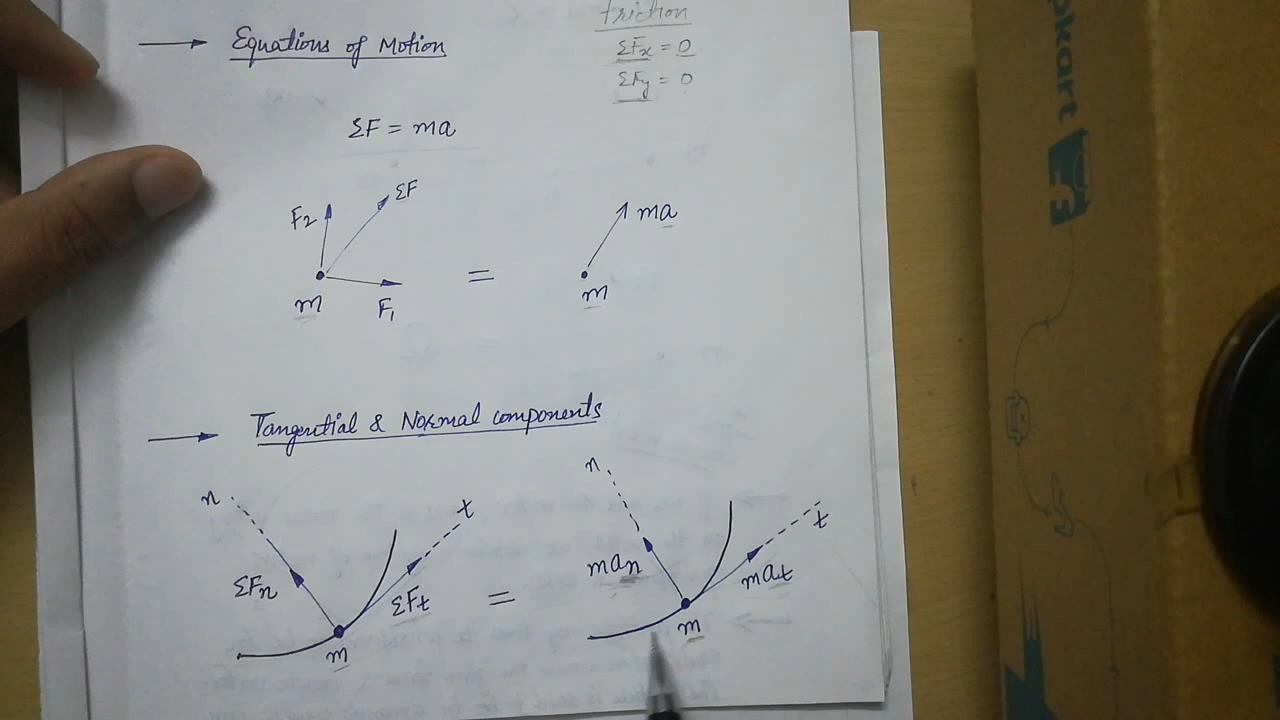 friction
→ Equations of Motion
ΣFx = 0
ΣFy = 0
ΣF = ma
F2 ΣF
ma
=
m F1
m
→ Tangential & Normal components
n t
n t
ΣFn ΣFt
=
man mat
m
m
pkart